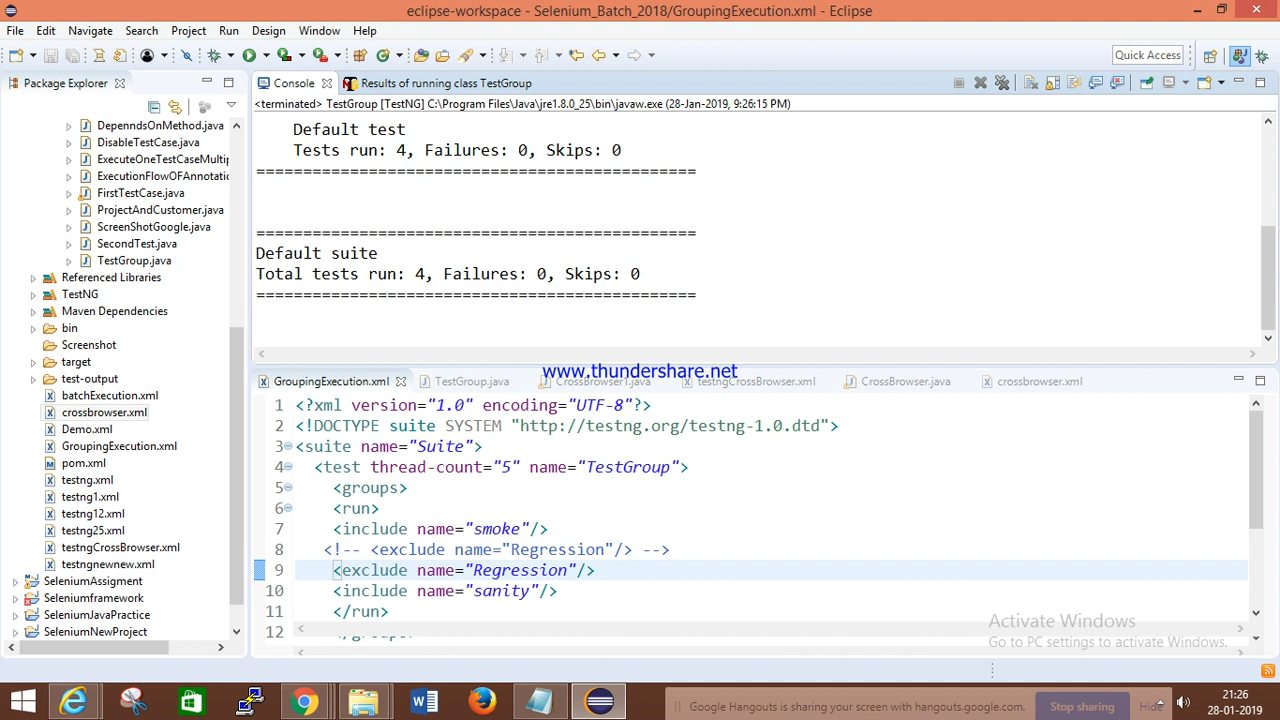 eclipse-workspace - Selenium_Batch_2018/GroupingExecution.xml - Eclipse
File Edit Navigate Search Project Run Design Window Help
Quick Access
Package Explorer
Console Results of running class TestGroup
<terminated> TestGroup [TestNG] C:\Program Files\Java\jre1.8.0_25\bin\javaw.exe (28-Jan-2019, 9:26:15 PM)
DepenndsOnMethod.java
DisableTestCase.java
ExecuteOneTestCaseMultip
ExecutionFlowOFAnnotatio
FirstTestCase.java
ProjectAndCustomer.java
ScreenShotGoogle.java
SecondTest.java
TestGroup.java
Referenced Libraries
TestNG
Maven Dependencies
bin
Screenshot
target
test-output
batchExecution.xml
crossbrowser.xml
Demo.xml
GroupingExecution.xml
pom.xml
testng.xml
testng1.xml
testng12.xml
testng25.xml
testngCrossBrowser.xml
testngnewnew.xml
SeleniumAssigment
Seleniumframework
SeleniumJavaPractice
SeleniumNewProject
Default test
Tests run: 4, Failures: 0, Skips: 0
===============================================
===============================================
Default suite
Total tests run: 4, Failures: 0, Skips: 0
===============================================
www.thundershare.net
GroupingExecution.xml TestGroup.java CrossBrowser1.java testngCrossBrowser.xml CrossBrowser.java crossbrowser.xml
1 <?xml version="1.0" encoding="UTF-8"?>
2 <!DOCTYPE suite SYSTEM "http://testng.org/testng-1.0.dtd">
3 <suite name="Suite">
4 <test thread-count="5" name="TestGroup">
5 <groups>
6 <run>
7 <include name="smoke"/>
8 <!-- <exclude name="Regression"/> -->
9 <exclude name="Regression"/>
10 <include name="sanity"/>
11 </run>
12 </groups>
Activate Windows
Go to PC settings to activate Windows.
Google Hangouts is sharing your screen with hangouts.google.com.
Stop sharing
Hide
21:26
28-01-2019